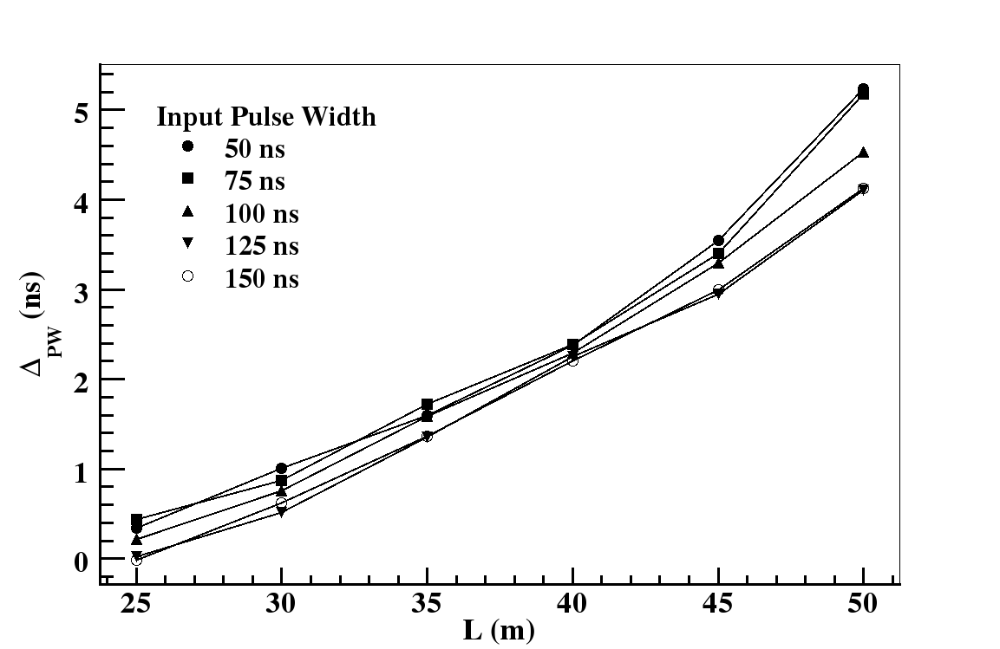 Input Pulse Width
50 ns
75 ns
100 ns
125 ns
150 ns
5
4
3
2
1
0
Δ PW (ns)
25 30 35 40 45 50
L (m)